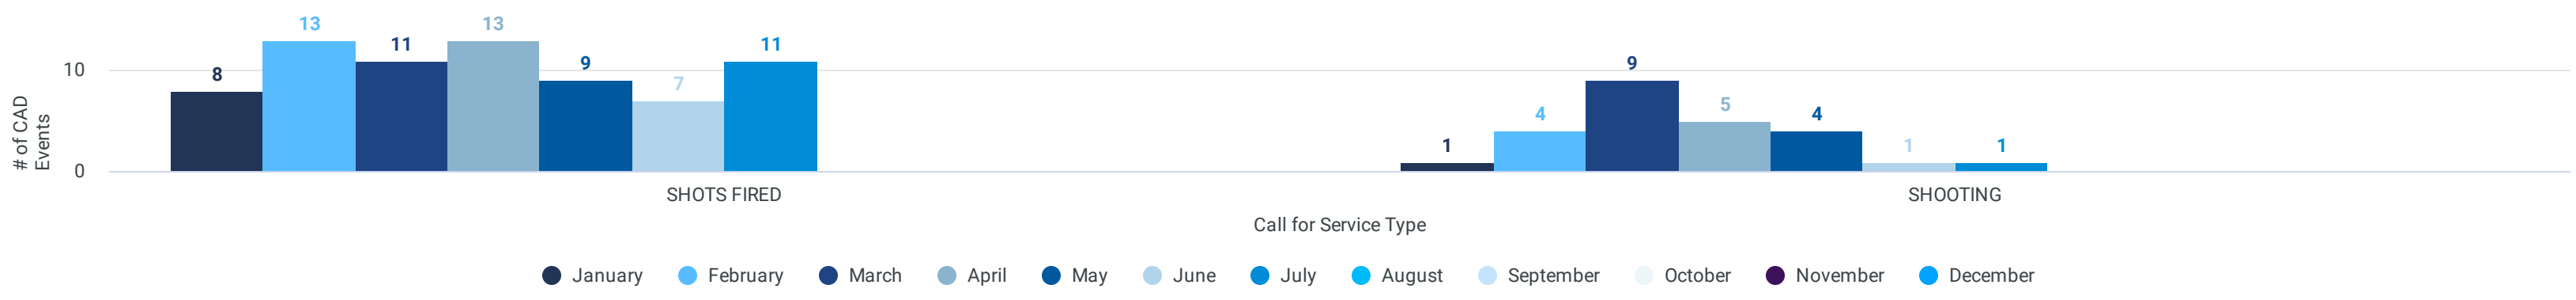 13 13
11 11
8 9 9
10
7
5
4 4
1 1 1
0
# of CAD
Events
SHOTS FIRED SHOOTING
Call for Service Type
January February March April May June July August September October November December